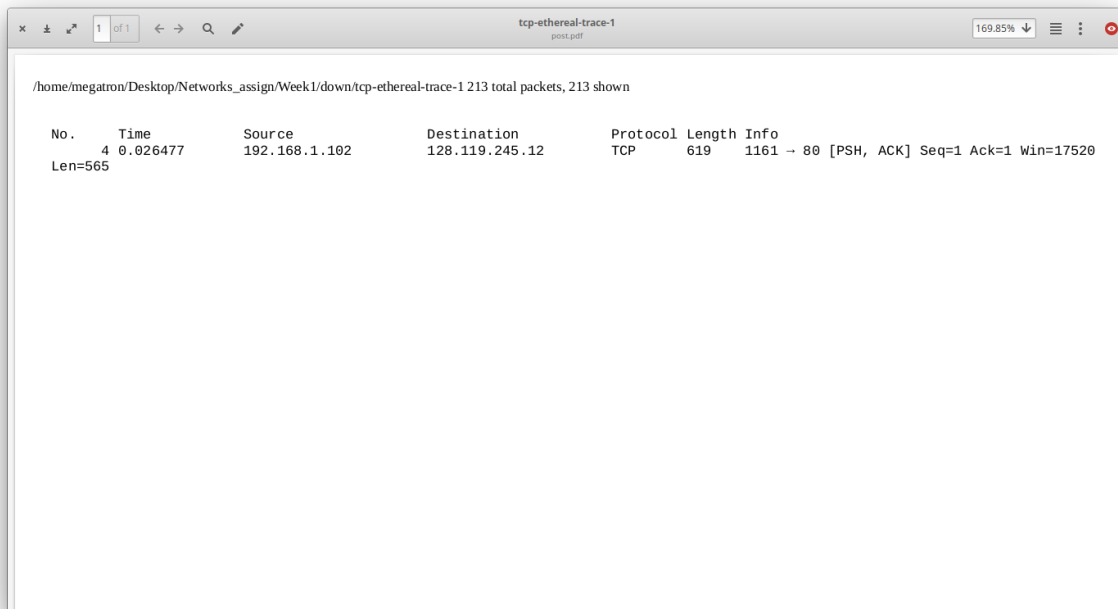 tcp-ethereal-trace-1
post.pdf
1 of 1
169.85%
/home/megatron/Desktop/Networks_assign/Week1/down/tcp-ethereal-trace-1 213 total packets, 213 shown
No. Time Source Destination Protocol Length Info
4 0.026477 192.168.1.102 128.119.245.12 TCP 619 1161 → 80 [PSH, ACK] Seq=1 Ack=1 Win=17520
Len=565